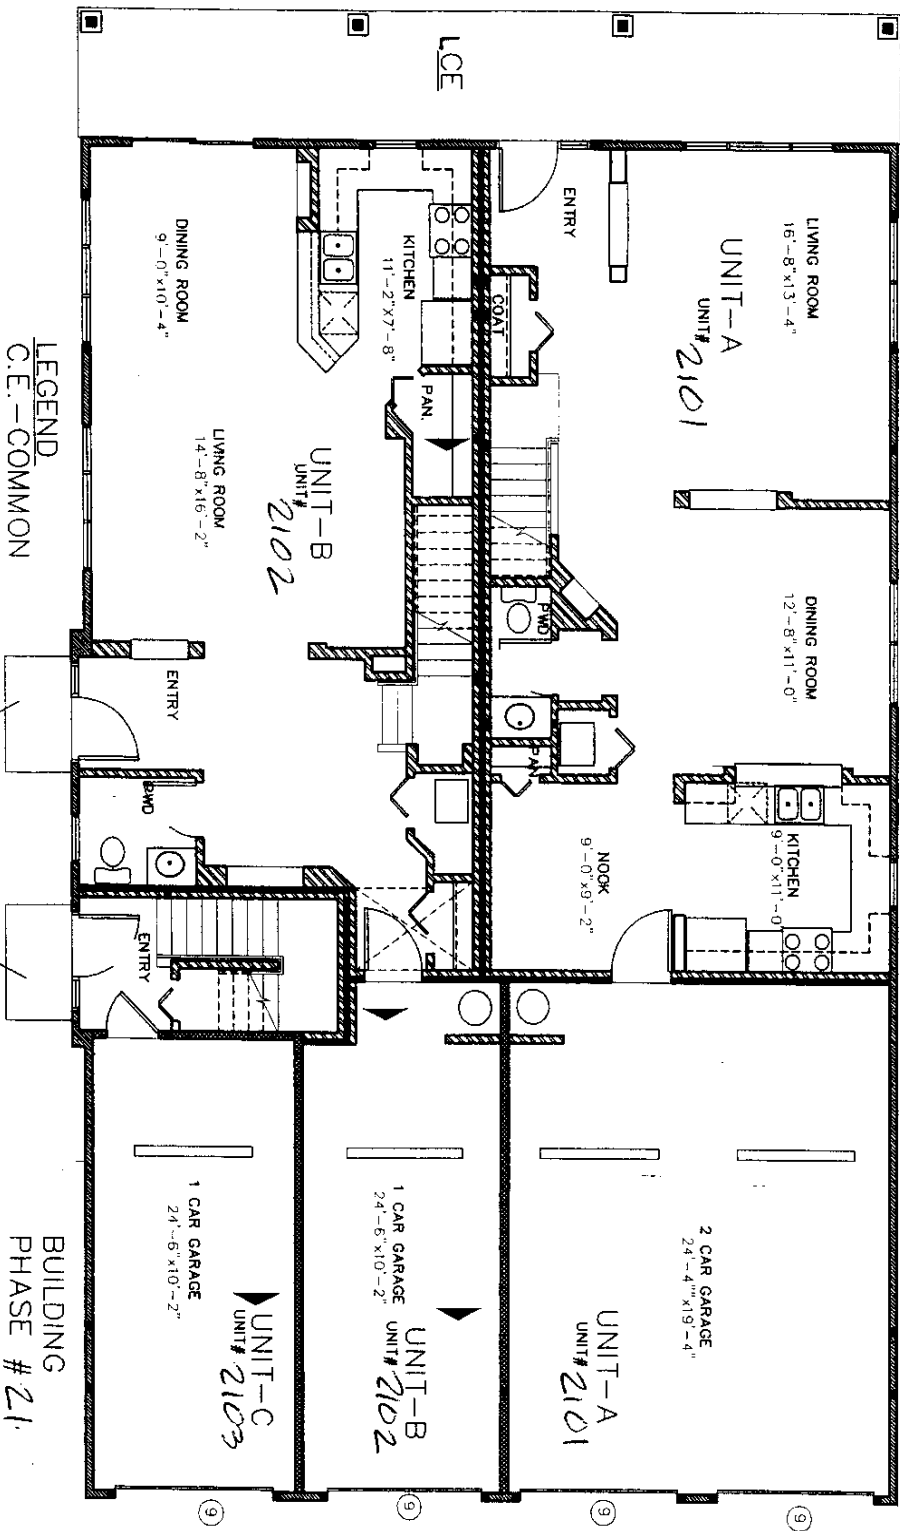 LCE
ENTRY
LIVING ROOM
16'-8"x13'-4"
UNIT-A
UNIT# 2101
COAT
DINING ROOM
12'-8"x11'-0"
PWD
PAN.
KITCHEN
9'-0"x11'-0"
NOOK
9'-0"x9'-2"
2 CAR GARAGE
24'-4"x19'-4"
UNIT-A
UNIT# 2101
KITCHEN
11'-2"X7'-8"
PAN.
DINING ROOM
9'-0"x10'-4"
LIVING ROOM
14'-8"x16'-2"
UNIT-B
UNIT# 2102
ENTRY
PWD
ENTRY
1 CAR GARAGE
24'-6"x10'-2"
UNIT-B
UNIT# 2102
1 CAR GARAGE
24'-6"x10'-2"
UNIT-C
UNIT# 2103
9
9
9
9
LEGEND
C.E.-COMMON
BUILDING
PHASE #21